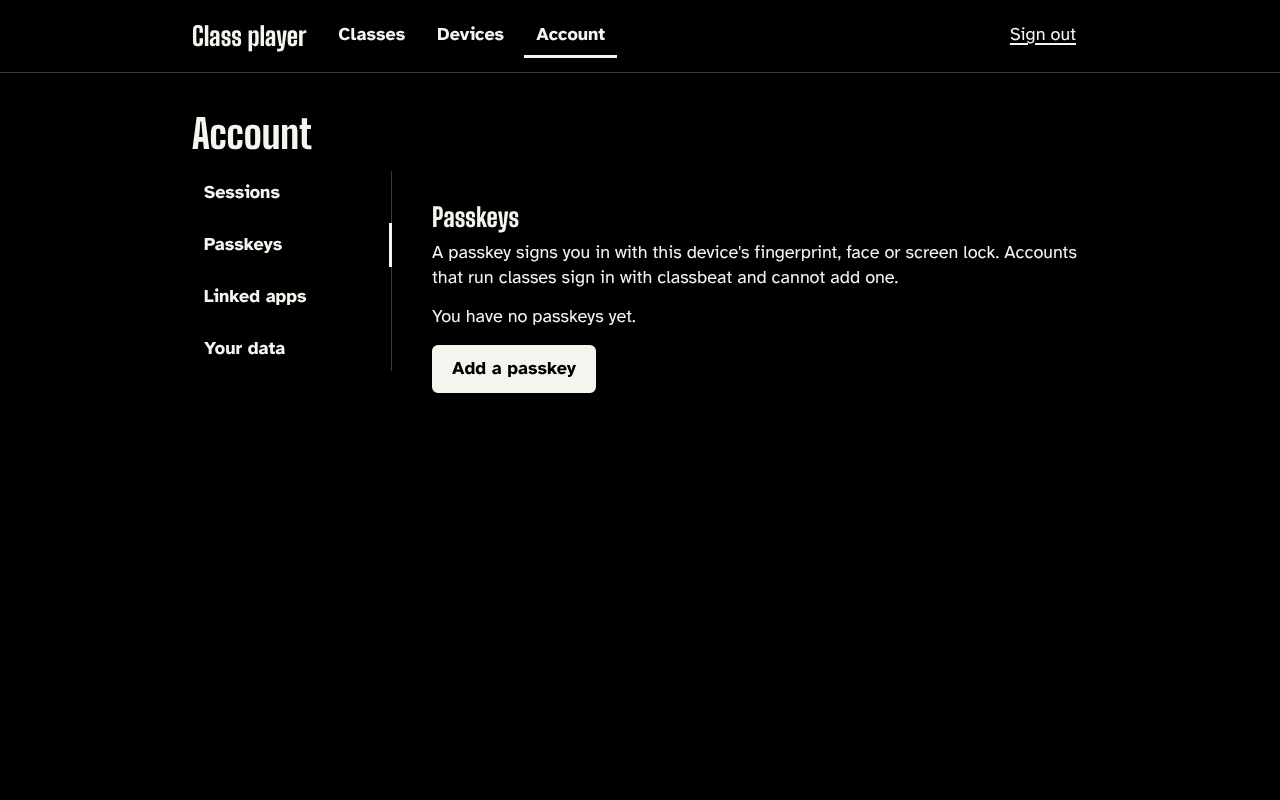 Class player
Classes
Devices
Account
Sign out
Account
Sessions
Passkeys
Linked apps
Your data
Passkeys
A passkey signs you in with this device's fingerprint, face or screen lock. Accounts
that run classes sign in with classbeat and cannot add one.
You have no passkeys yet.
Add a passkey